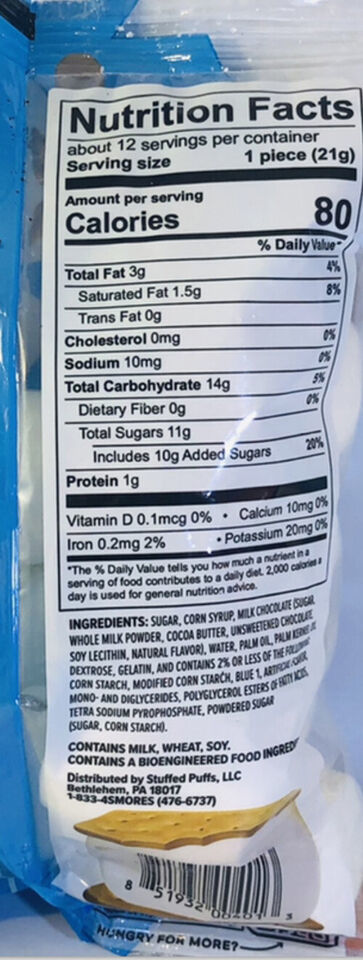 Nutrition Facts
about 12 servings per container
Serving size 1 piece (21g)
Amount per serving
Calories 80
% Daily Value*
Total Fat 3g 4%
Saturated Fat 1.5g 8%
Trans Fat 0g
Cholesterol 0mg 0%
Sodium 10mg 0%
Total Carbohydrate 14g 5%
Dietary Fiber 0g 0%
Total Sugars 11g
Includes 10g Added Sugars 20%
Protein 1g
Vitamin D 0.1mcg 0% • Calcium 10mg 0%
Iron 0.2mg 2% • Potassium 20mg 0%
*The % Daily Value tells you how much a nutrient in a
serving of food contributes to a daily diet. 2,000 calories a
day is used for general nutrition advice.
INGREDIENTS: SUGAR, CORN SYRUP, MILK CHOCOLATE (SUGAR,
WHOLE MILK POWDER, COCOA BUTTER, UNSWEETENED CHOCOLATE,
SOY LECITHIN, NATURAL FLAVOR), WATER, PALM OIL, PALM KERNEL OIL,
DEXTROSE, GELATIN, AND CONTAINS 2% OR LESS OF THE FOLLOWING:
CORN STARCH, MODIFIED CORN STARCH, BLUE 1, ARTIFICIAL FLAVOR,
MONO- AND DIGLYCERIDES, POLYGLYCEROL ESTERS OF FATTY ACIDS,
TETRA SODIUM PYROPHOSPHATE, POWDERED SUGAR
(SUGAR, CORN STARCH).
CONTAINS MILK, WHEAT, SOY.
CONTAINS A BIOENGINEERED FOOD INGREDI
Distributed by Stuffed Puffs, LLC
Bethlehem, PA 18017
1-833-4SMORES (476-6737)
8 51932 00401 3
HUNGRY FOR MORE?